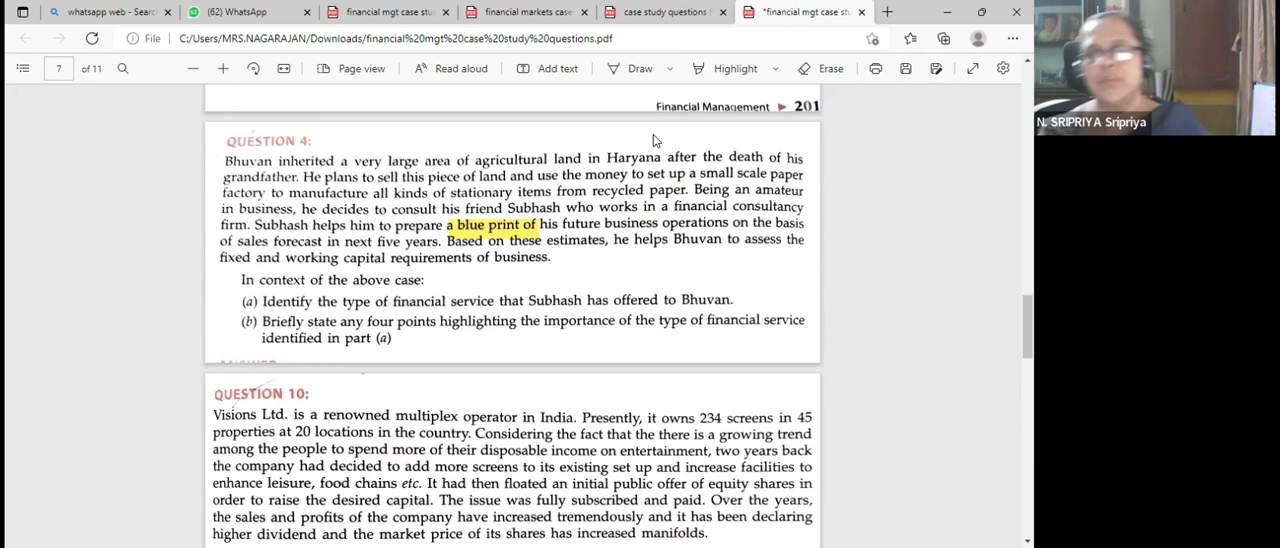 whatsapp web - Searc
(62) WhatsApp
financial mgt case stu
financial markets case
case study questions
*financial mgt case stu
File
C:/Users/MRS.NAGARAJAN/Downloads/financial%20mgt%20case%20study%20questions.pdf
7 of 11
Page view
Read aloud
Add text
Draw
Highlight
Erase
N. SRIPRIYA Sripriya
Financial Management ► 201
QUESTION 4:
Bhuvan inherited a very large area of agricultural land in Haryana after the death of his
grandfather. He plans to sell this piece of land and use the money to set up a small scale paper
factory to manufacture all kinds of stationary items from recycled paper. Being an amateur
in business, he decides to consult his friend Subhash who works in a financial consultancy
firm. Subhash helps him to prepare a blue print of his future business operations on the basis
of sales forecast in next five years. Based on these estimates, he helps Bhuvan to assess the
fixed and working capital requirements of business.
In context of the above case:
(a) Identify the type of financial service that Subhash has offered to Bhuvan.
(b) Briefly state any four points highlighting the importance of the type of financial service
identified in part (a)
QUESTION 10:
Visions Ltd. is a renowned multiplex operator in India. Presently, it owns 234 screens in 45
properties at 20 locations in the country. Considering the fact that the there is a growing trend
among the people to spend more of their disposable income on entertainment, two years back
the company had decided to add more screens to its existing set up and increase facilities to
enhance leisure, food chains etc. It had then floated an initial public offer of equity shares in
order to raise the desired capital. The issue was fully subscribed and paid. Over the years,
the sales and profits of the company have increased tremendously and it has been declaring
higher dividend and the market price of its shares has increased manifolds.